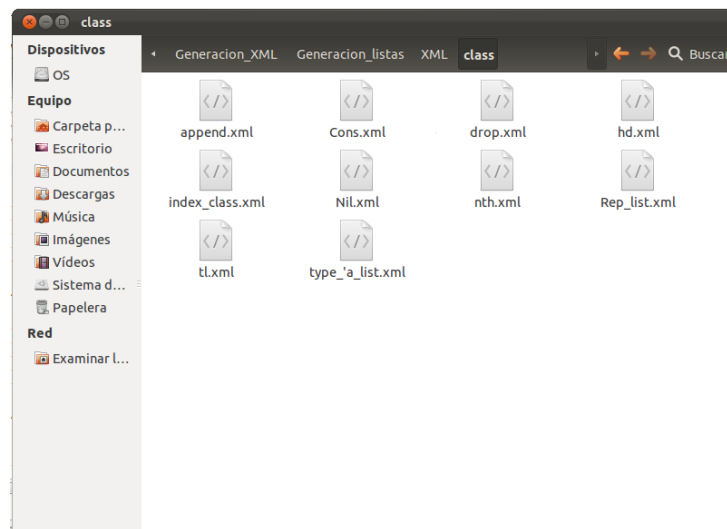 class
Dispositivos
OS
Equipo
Carpeta p...
Escritorio
Documentos
Descargas
Música
Imágenes
Vídeos
Sistema d...
Papelera
Red
Examinar l...
Generacion_XML Generacion_listas XML class Buscar
append.xml Cons.xml drop.xml hd.xml
index_class.xml Nil.xml nth.xml Rep_list.xml
tl.xml type_'a_list.xml